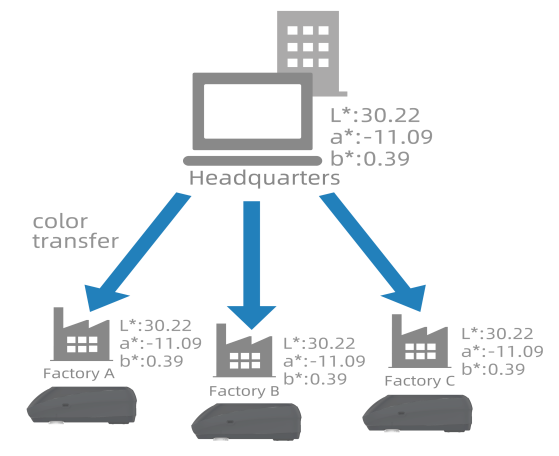 L*:30.22
a*:-11.09
b*:0.39
Headquarters
color
transfer
L*:30.22
a*:-11.09
b*:0.39
Factory A
L*:30.22
a*:-11.09
b*:0.39
Factory B
L*:30.22
a*:-11.09
b*:0.39
Factory C